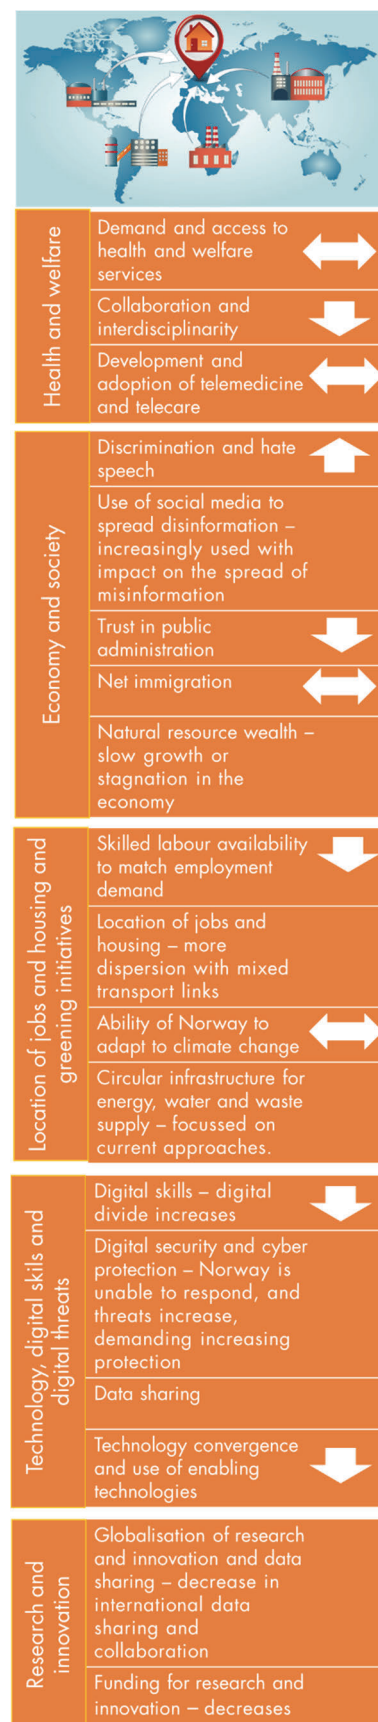 Health and welfare
Demand and access to
health and welfare
services
Collaboration and
interdisciplinarity
Development and
adoption of telemedicine
and telecare
Economy and society
Discrimination and hate
speech
Use of social media to
spread disinformation –
increasingly used with
impact on the spread of
misinformation
Trust in public
administration
Net immigration
Natural resource wealth –
slow growth or
stagnation in the
economy
Location of jobs and housing and
greening initiatives
Skilled labour availability
to match employment
demand
Location of jobs and
housing – more
dispersion with mixed
transport links
Ability of Norway to
adapt to climate change
Circular infrastructure for
energy, water and waste
supply – focussed on
current approaches.
Technology, digital skils and
digital threats
Digital skills – digital
divide increases
Digital security and cyber
protection – Norway is
unable to respond, and
threats increase,
demanding increasing
protection
Data sharing
Technology convergence
and use of enabling
technologies
Research and
innovation
Globalisation of research
and innovation and data
sharing – decrease in
international data
sharing and
collaboration
Funding for research and
innovation – decreases